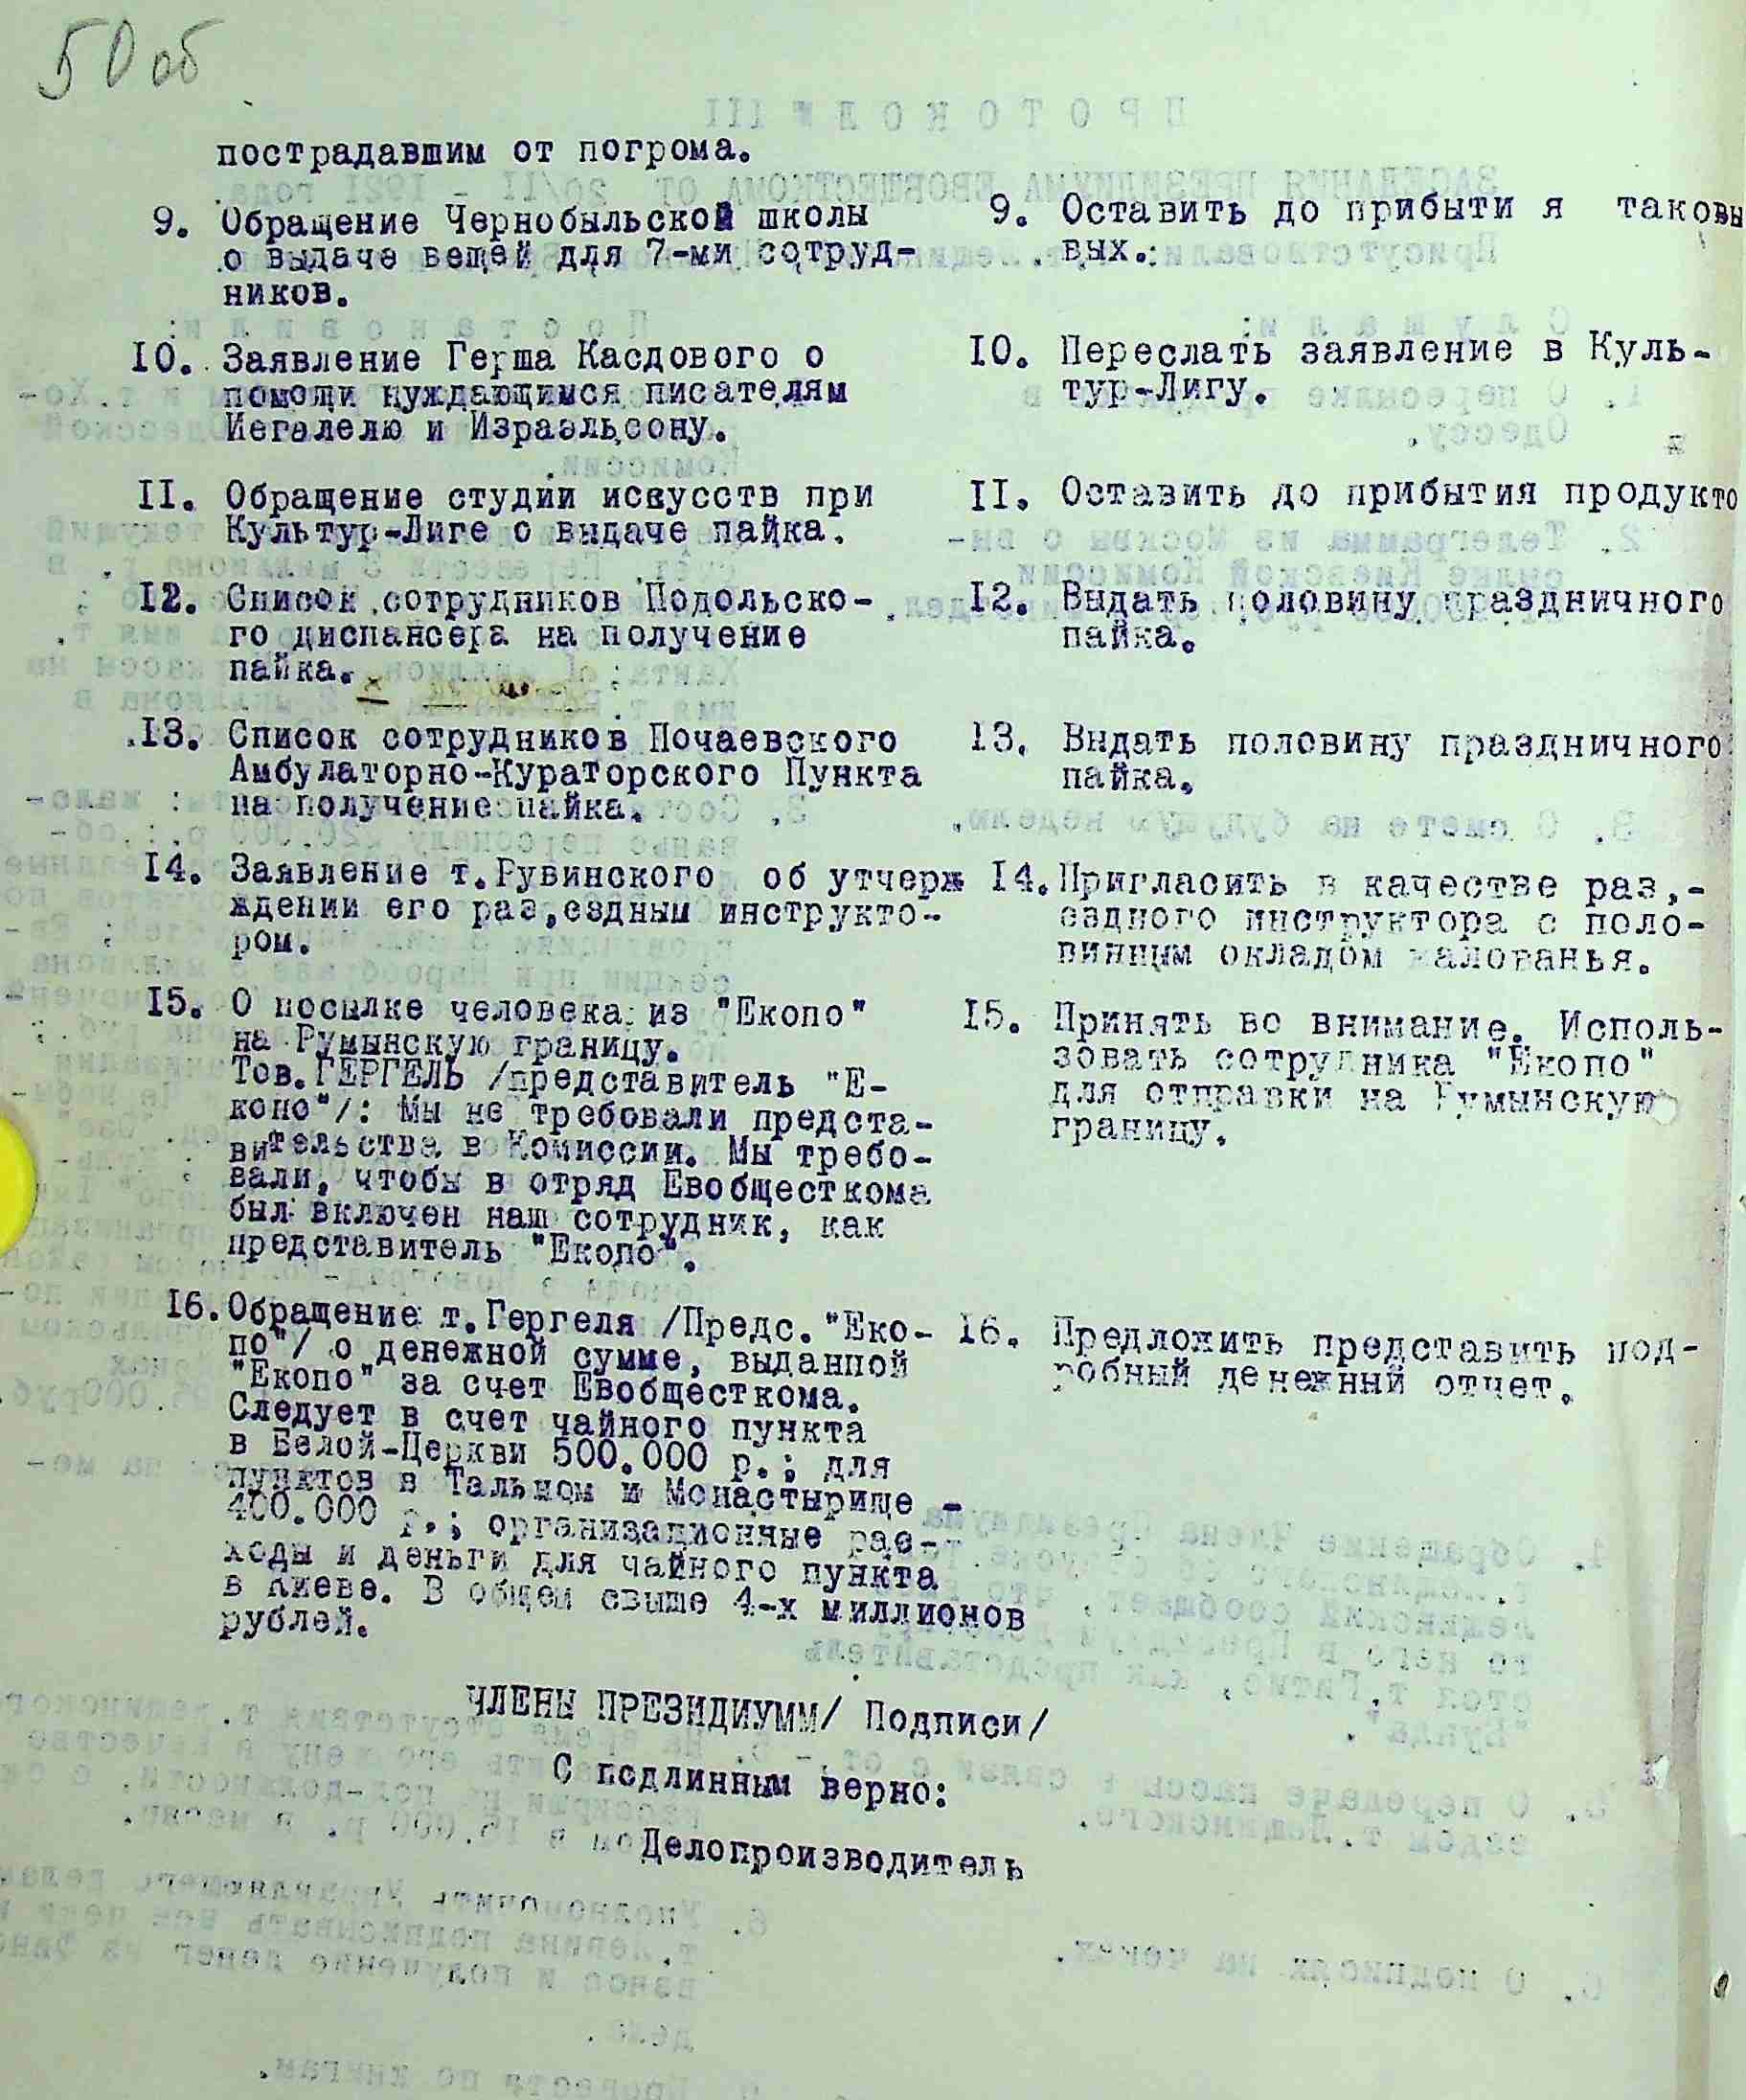 50 об
пострадавшим от погрома.
9. Обращение Чернобыльской школы
о выдаче вещей для 7-ми сотруд-
ников.
9. Оставить до прибыти я таковы
вых.
10. Заявление Герша Касдового о
помощи нуждающимся писателям
Иегалелю и Израэльсону.
10. Переслать заявление в Куль-
тур-Лигу.
11. Обращение студии искусств при
Культур-Лиге о выдаче пайка.
11. Оставить до прибытия продукто
12. Список сотрудников Подольско-
го диспансера на получение
пайка.
12. Выдать половину праздничного
пайка.
13. Список сотрудников Почаевского
Амбулаторно-Кураторского Пункта
на получение пайка.
13. Выдать половину праздничного
пайка.
14. Заявление т.Рувинского об утчерж
ждении его раз,ездным инструкто-
ром.
14. Пригласить в качестве раз,-
ездного инструктора с поло-
винным окладом жалованья.
15. О посылке человека из "Екопо"
на Румынскую границу.
Тов.ГЕРГЕЛЬ /представитель "Е-
копо"/: Мы не требовали предста-
вительства в Комиссии. Мы требо-
вали, чтобы в отряд Евобщесткома
был включен наш сотрудник, как
представитель "Екопо".
15. Принять во внимание. Исполь-
зовать сотрудника "Екопо"
для отправки на Румынскую
границу.
16. Обращение т.Гергеля /Предс."Еко-
по"/ о денежной сумме, выданной
"Екопо" за счет Евобщесткома.
Следует в счет чайного пункта
в Белой-Церкви 500.000 р.; для
пунктов в Тальном и Монастырище -
400.000 р.; организационные рас-
ходы и деньги для чайного пункта
в Киеве. В общем свыше 4-х миллионов
рублей.
16. Предложить представить под-
робный денежный отчет.
ЧЛЕНЫ ПРЕЗИДИУММ/ Подписи/
С подлинным верно:
Делопроизводитель